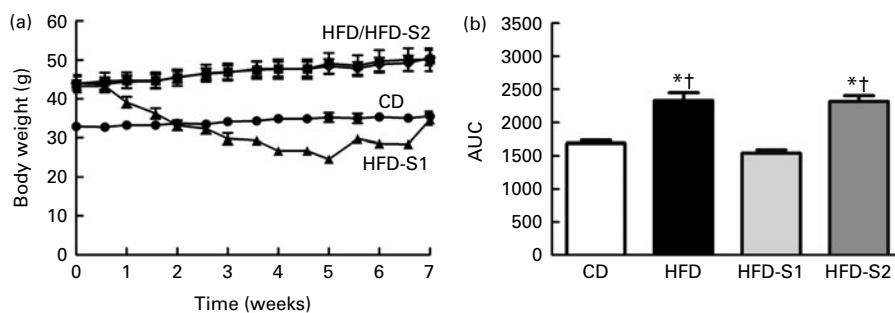 (a)
60
50
40
30
40
10
0
Body weight (g)
HFD/HFD-S2
CD
HFD-S1
0 1 2 3 4 5 6 7
Time (weeks)
(b)
3500
3000
2500
2000
1500
1000
500
0
AUC
*†
*†
CD HFD HFD-S1 HFD-S2